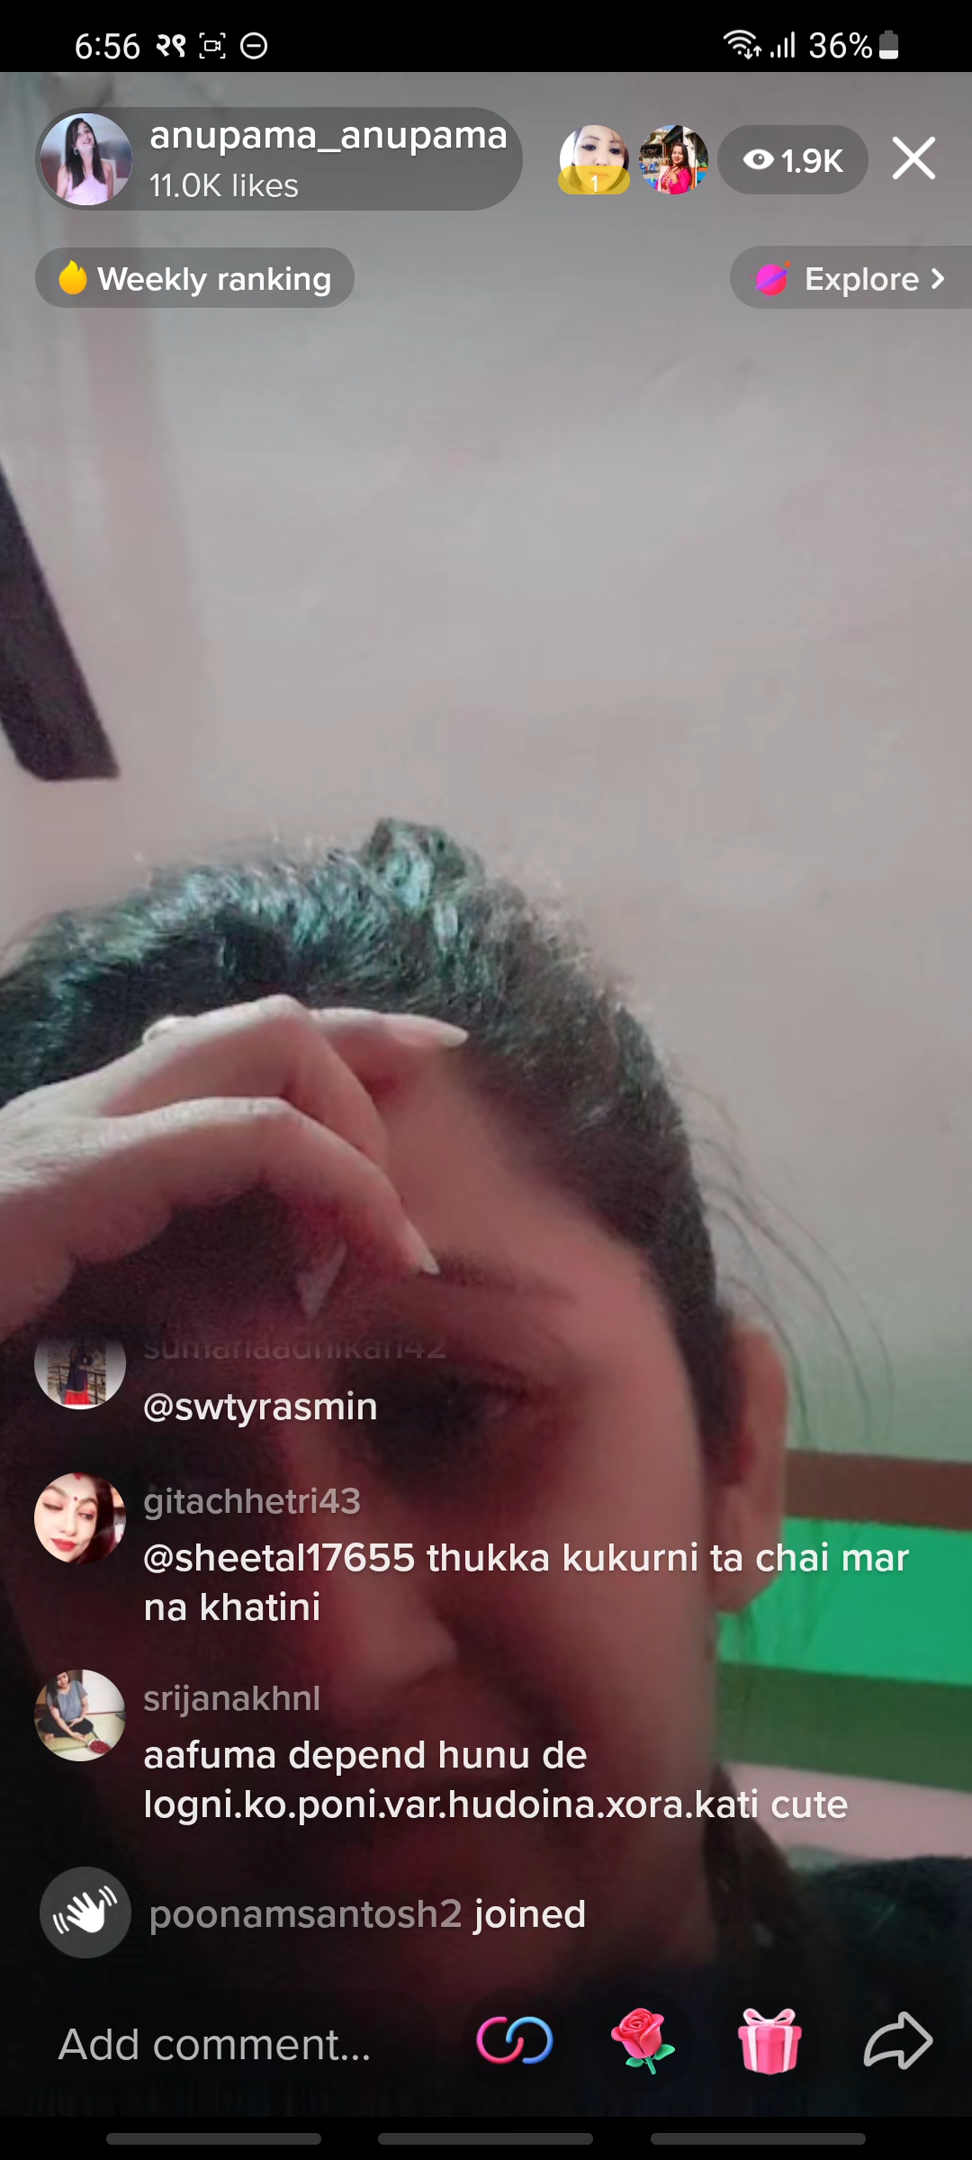 6:56 २९ 36%
anupama_anupama
11.0K likes
1
1.9K
Weekly ranking
Explore
@swtyrasmin
gitachhetri43
@sheetal17655 thukka kukurni ta chai mar
na khatini
srijanakhnl
aafuma depend hunu de
logni.ko.poni.var.hudoina.xora.kati cute
poonamsantosh2 joined
Add comment...